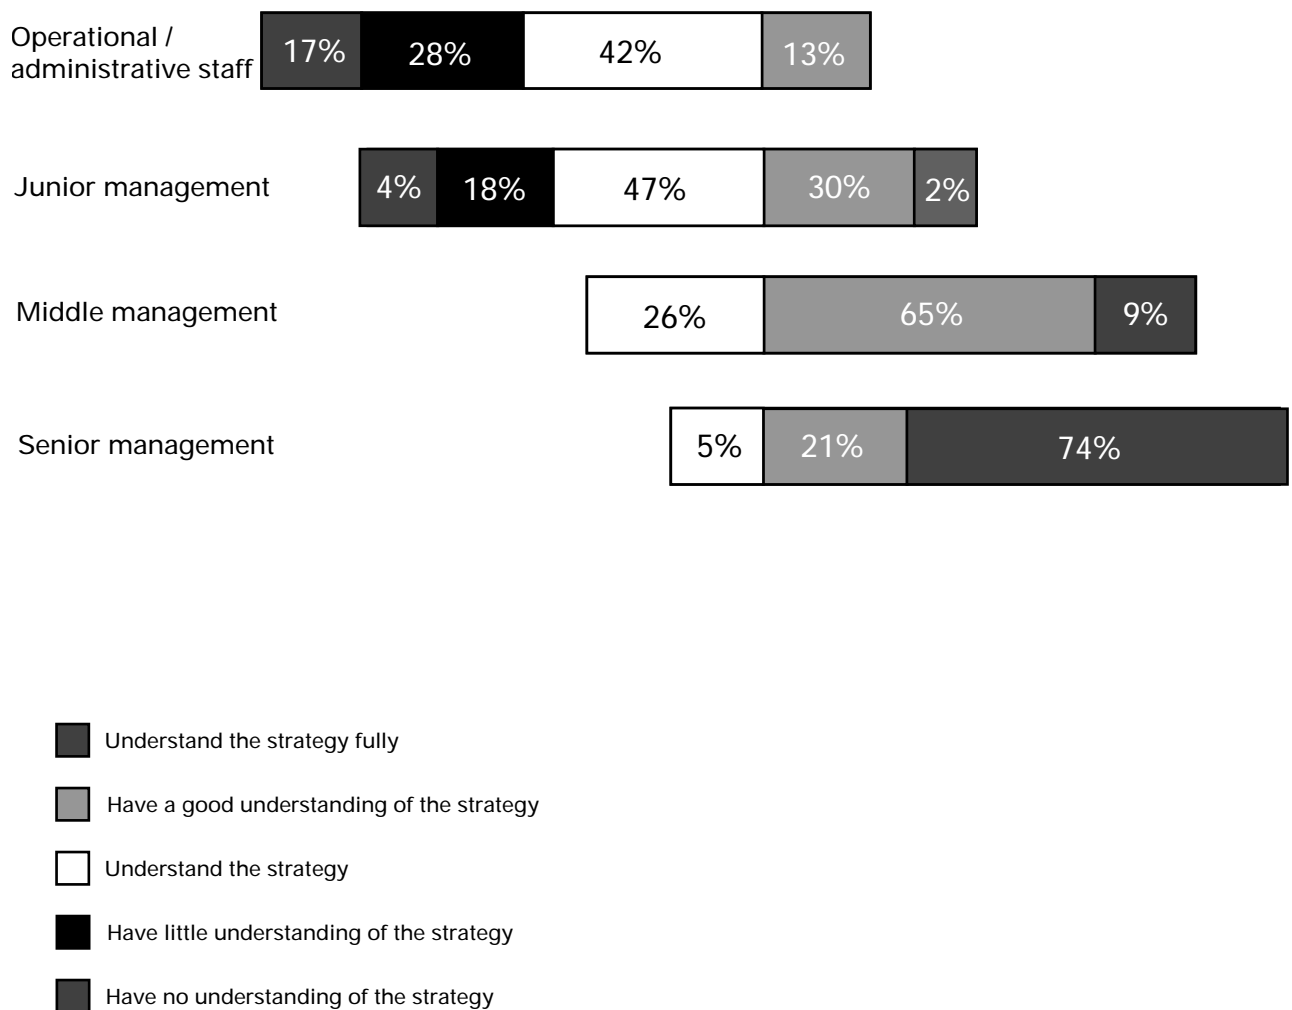 Operational /
administrative staff
17% 28% 42% 13%
Junior management
4% 18% 47% 30% 2%
Middle management
26% 65% 9%
Senior management
5% 21% 74%
Understand the strategy fully
Have a good understanding of the strategy
Understand the strategy
Have little understanding of the strategy
Have no understanding of the strategy